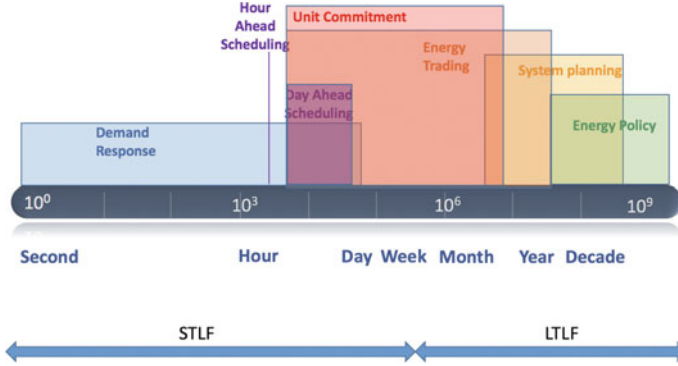 Hour
Ahead
Scheduling
Unit Commitment
Energy
Trading
System planning
Day Ahead
Scheduling
Energy Policy
Demand
Response
10⁰
10³
10⁶
10⁹
Second
Hour
Day
Week
Month
Year
Decade
STLF
LTLF